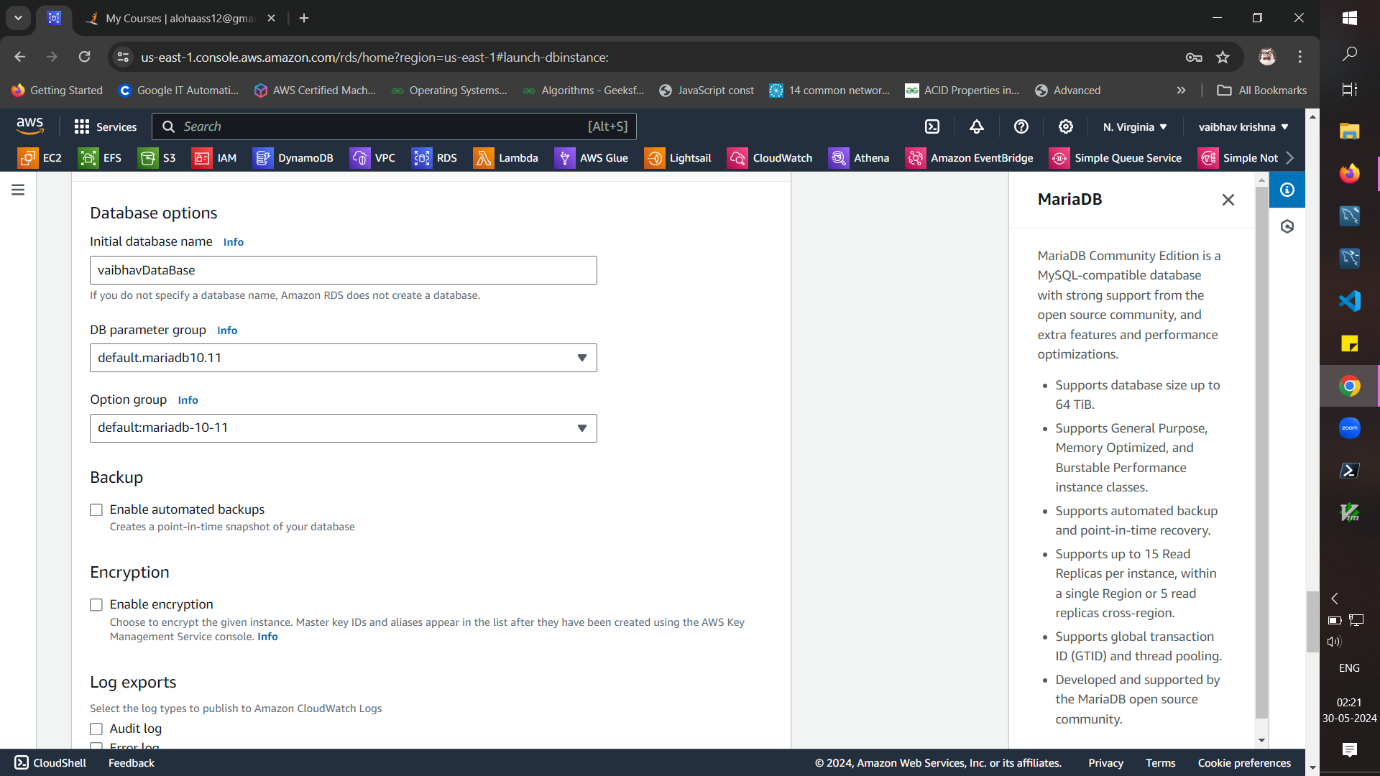 My Courses | alohaass12@gma
us-east-1.console.aws.amazon.com/rds/home?region=us-east-1#launch-dbinstance:
Getting Started
Google IT Automati...
AWS Certified Mach...
Operating Systems...
Algorithms - Geeksf...
JavaScript const
14 common networ...
ACID Properties in...
Advanced
All Bookmarks
aws
Services
Search
[Alt+S]
N. Virginia
vaibhav krishna
EC2
EFS
S3
IAM
DynamoDB
VPC
RDS
Lambda
AWS Glue
Lightsail
CloudWatch
Athena
Amazon EventBridge
Simple Queue Service
Simple Not
Database options
Initial database name Info
vaibhavDataBase
If you do not specify a database name, Amazon RDS does not create a database.
DB parameter group Info
default.mariadb10.11
Option group Info
default:mariadb-10-11
Backup
Enable automated backups
Creates a point-in-time snapshot of your database
Encryption
Enable encryption
Choose to encrypt the given instance. Master key IDs and aliases appear in the list after they have been created using the AWS Key
Management Service console. Info
Log exports
Select the log types to publish to Amazon CloudWatch Logs
Audit log
Error log
MariaDB
MariaDB Community Edition is a
MySQL-compatible database
with strong support from the
open source community, and
extra features and performance
optimizations.
• Supports database size up to
64 TiB.
• Supports General Purpose,
Memory Optimized, and
Burstable Performance
instance classes.
• Supports automated backup
and point-in-time recovery.
• Supports up to 15 Read
Replicas per instance, within
a single Region or 5 read
replicas cross-region.
• Supports global transaction
ID (GTID) and thread pooling.
• Developed and supported by
the MariaDB open source
community.
CloudShell
Feedback
© 2024, Amazon Web Services, Inc. or its affiliates.
Privacy
Terms
Cookie preferences
zoom
ENG
02:21
30-05-2024